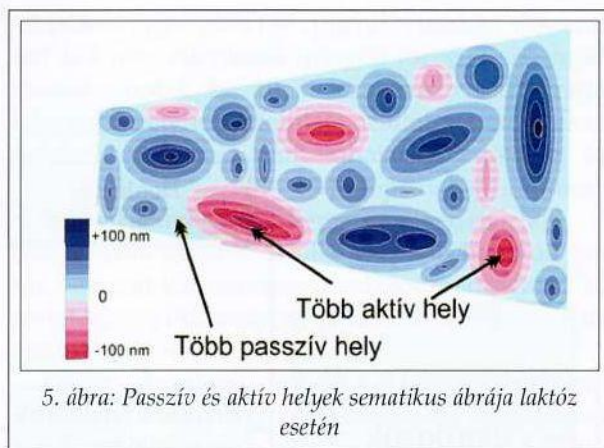 +100 nm
0
-100 nm
Több aktív hely
Több passzív hely
5. ábra: Passzív és aktív helyek sematikus ábrája laktóz
esetén